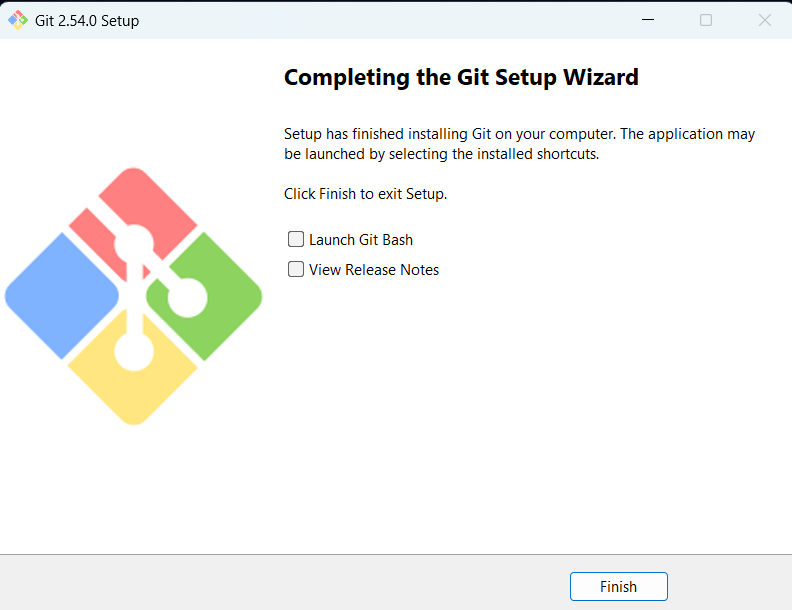 Git 2.54.0 Setup
Completing the Git Setup Wizard
Setup has finished installing Git on your computer. The application may
be launched by selecting the installed shortcuts.
Click Finish to exit Setup.
Launch Git Bash
View Release Notes
Finish